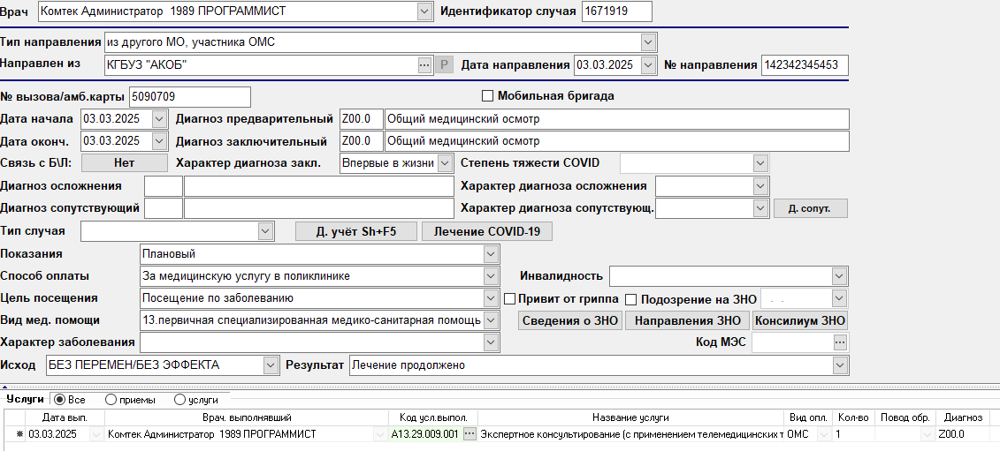 Врач Комтек Администратор 1989 ПРОГРАММИСТ Идентификатор случая 1671919
Тип направления из другого МО, участника ОМС
Направлен из КГБУЗ "АКОБ" ... Р Дата направления 03.03.2025 № направления 142342345453
№ вызова/амб.карты 5090709 Мобильная бригада
Дата начала 03.03.2025 Диагноз предварительный Z00.0 Общий медицинский осмотр
Дата оконч. 03.03.2025 Диагноз заключительный Z00.0 Общий медицинский осмотр
Связь с Б\Л: Нет Характер диагноза закл. Впервые в жизни Степень тяжести COVID
Диагноз осложнения Характер диагноза осложнения
Диагноз сопутствующий Характер диагноза сопутствующ. Д. сопут.
Тип случая Д. учёт Sh+F5 Лечение COVID-19
Показания Плановый
Способ оплаты За медицинскую услугу в поликлинике Инвалидность
Цель посещения Посещение по заболеванию Привит от гриппа Подозрение на ЗНО . .
Вид мед. помощи 13.первичная специализированная медико-санитарная помощь Сведения о ЗНО Направления ЗНО Консилиум ЗНО
Характер заболевания Код МЭС ...
Исход БЕЗ ПЕРЕМЕН/БЕЗ ЭФФЕКТА Результат Лечение продолжено
Услуги Все приемы услуги
Дата вып. Врач. выполнявший Код усл.выпол. Название услуги Вид опл. Кол-во Повод обр. Диагноз
* 03.03.2025 Комтек Администратор 1989 ПРОГРАММИСТ A13.29.009.001 ... Экспертное консультирование (с применением телемедицинских т ОМС 1 Z00.0